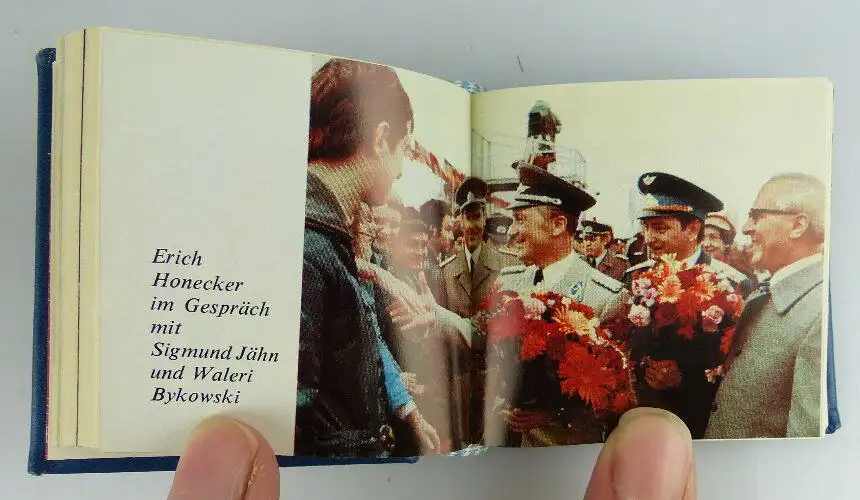 Erich
Honecker
im Gespräch
mit
Sigmund Jähn
und Waleri
Bykowski